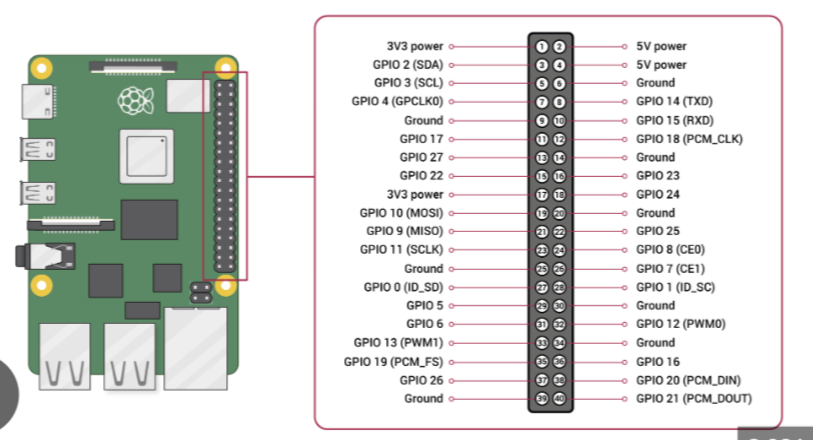 3V3 power 1 2 5V power
GPIO 2 (SDA) 3 4 5V power
GPIO 3 (SCL) 5 6 Ground
GPIO 4 (GPCLK0) 7 8 GPIO 14 (TXD)
Ground 9 10 GPIO 15 (RXD)
GPIO 17 11 12 GPIO 18 (PCM_CLK)
GPIO 27 13 14 Ground
GPIO 22 15 16 GPIO 23
3V3 power 17 18 GPIO 24
GPIO 10 (MOSI) 19 20 Ground
GPIO 9 (MISO) 21 22 GPIO 25
GPIO 11 (SCLK) 23 24 GPIO 8 (CE0)
Ground 25 26 GPIO 7 (CE1)
GPIO 0 (ID_SD) 27 28 GPIO 1 (ID_SC)
GPIO 5 29 30 Ground
GPIO 6 31 32 GPIO 12 (PWM0)
GPIO 13 (PWM1) 33 34 Ground
GPIO 19 (PCM_FS) 35 36 GPIO 16
GPIO 26 37 38 GPIO 20 (PCM_DIN)
Ground 39 40 GPIO 21 (PCM_DOUT)